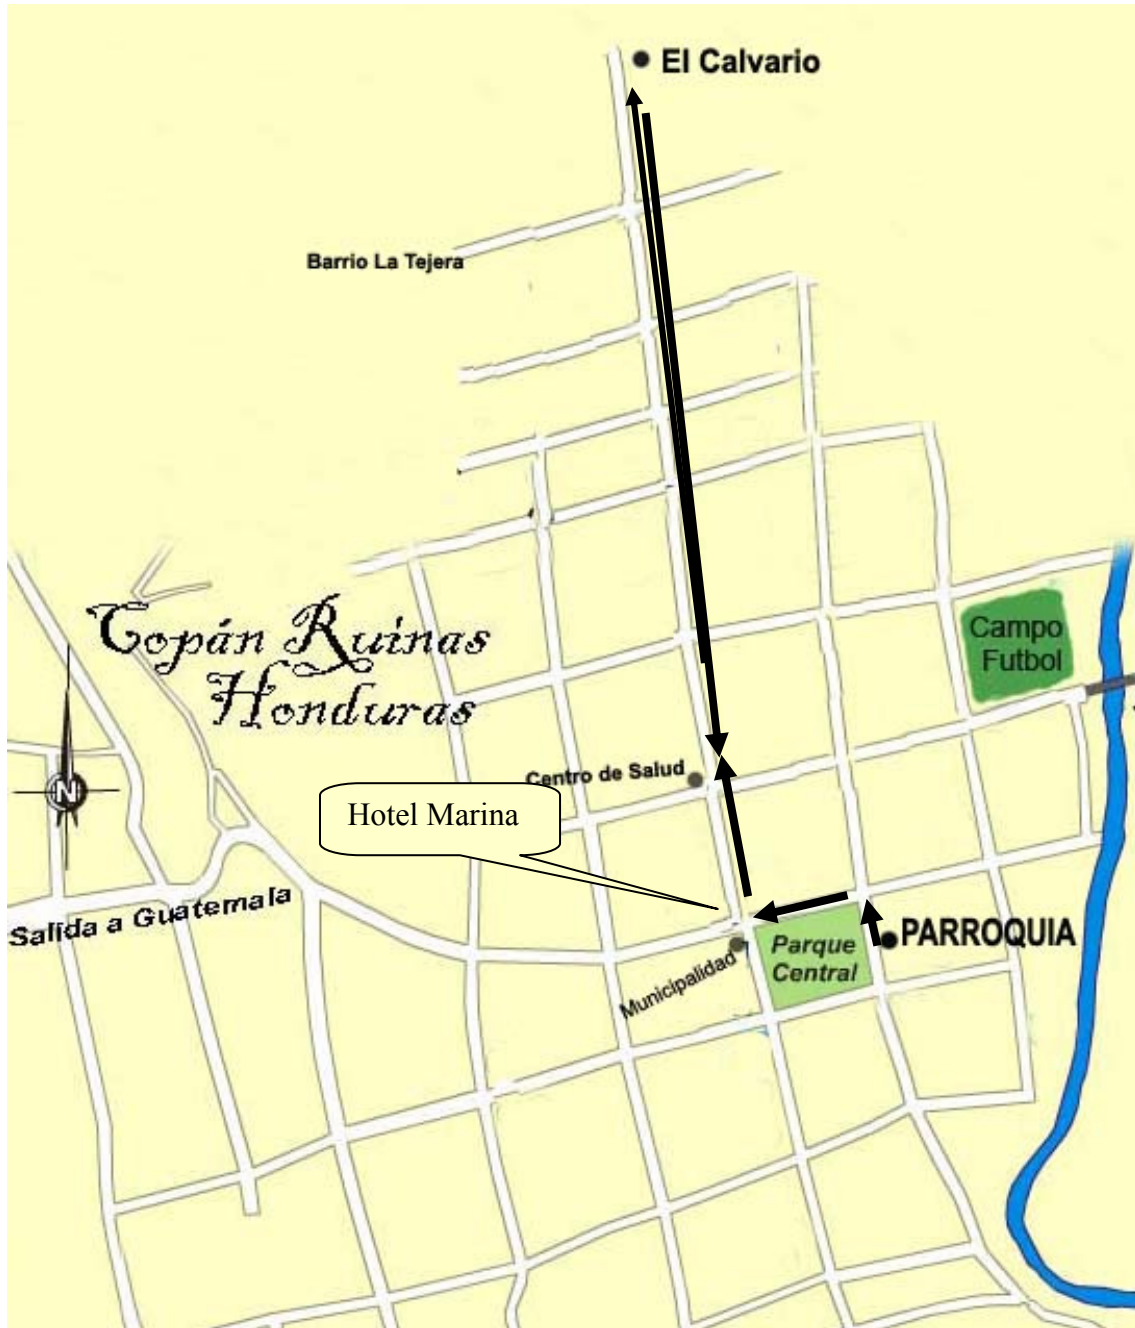 El Calvario
Barrio La Tejera
Copán Ruinas
Honduras
Campo
Futbol
N
Centro de Salud
Hotel Marina
Salida a Guatemala
PARROQUIA
Parque
Central
Municipalidad